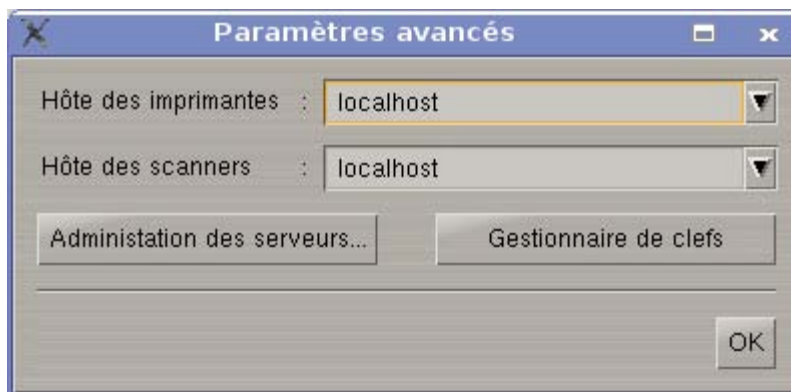 Paramètres avancés
Hôte des imprimantes : localhost
Hôte des scanners : localhost
Administation des serveurs... Gestionnaire de clefs
OK